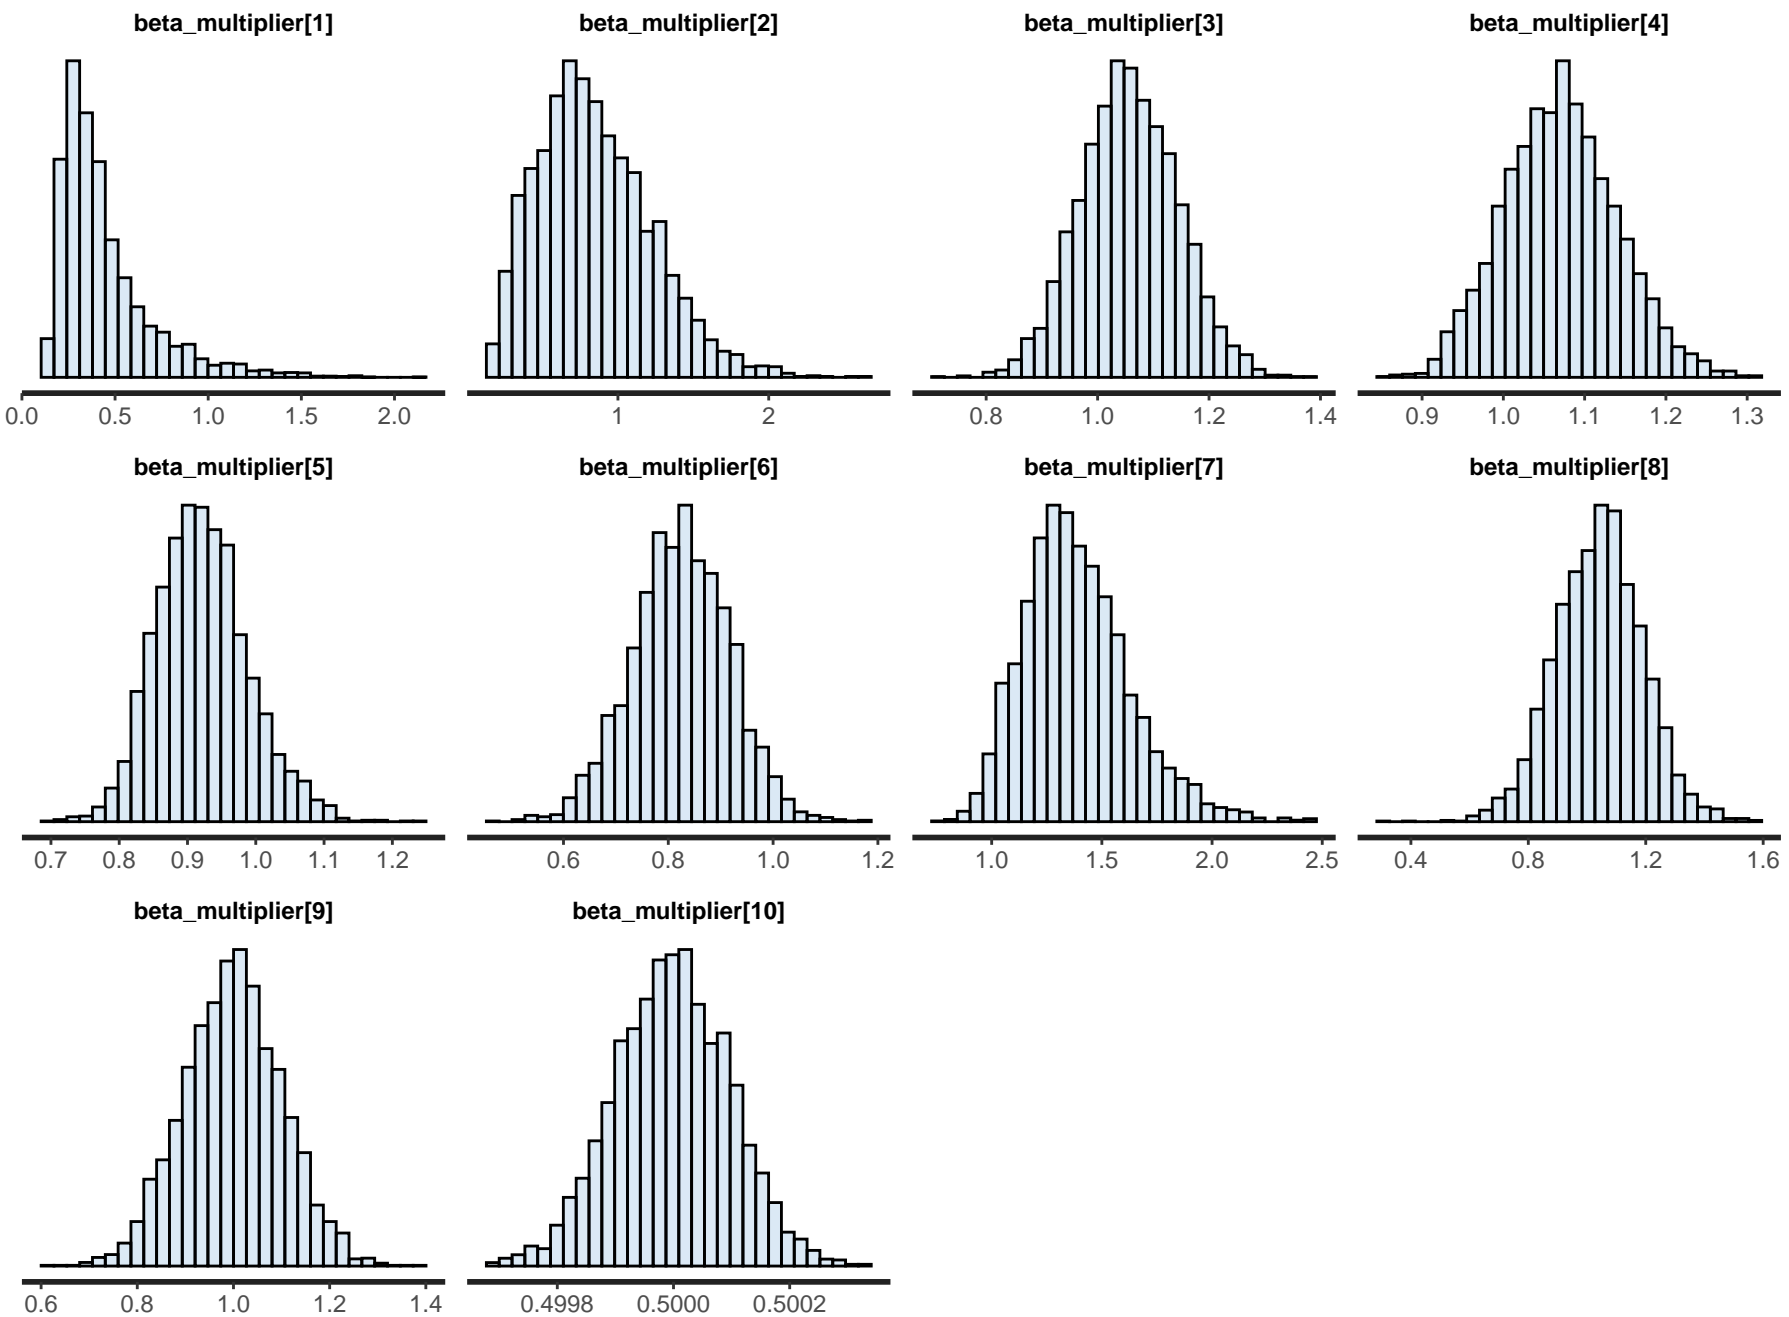 beta_multiplier[1] beta_multiplier[2] beta_multiplier[3] beta_multiplier[4]
0.0 0.5 1.0 1.5 2.0 1 2 0.8 1.0 1.2 1.4 0.9 1.0 1.1 1.2 1.3
beta_multiplier[5] beta_multiplier[6] beta_multiplier[7] beta_multiplier[8]
0.7 0.8 0.9 1.0 1.1 1.2 0.6 0.8 1.0 1.2 1.0 1.5 2.0 2.5 0.4 0.8 1.2 1.6
beta_multiplier[9] beta_multiplier[10]
0.6 0.8 1.0 1.2 1.4 0.4998 0.5000 0.5002